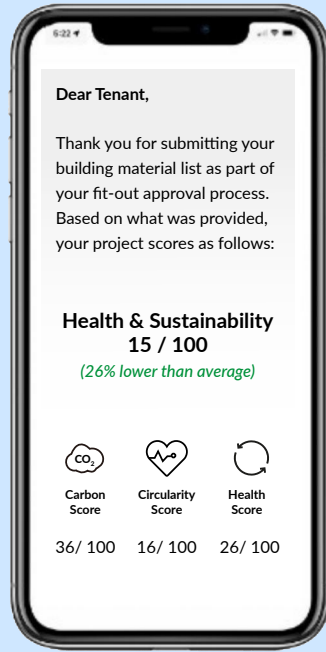 6:22
Dear Tenant,
Thank you for submitting your
building material list as part of
your fit-out approval process.
Based on what was provided,
your project scores as follows:
Health & Sustainability
15 / 100
(26% lower than average)
CO2
Carbon
Score
Circularity
Score
Health
Score
36/ 100
16/ 100
26/ 100